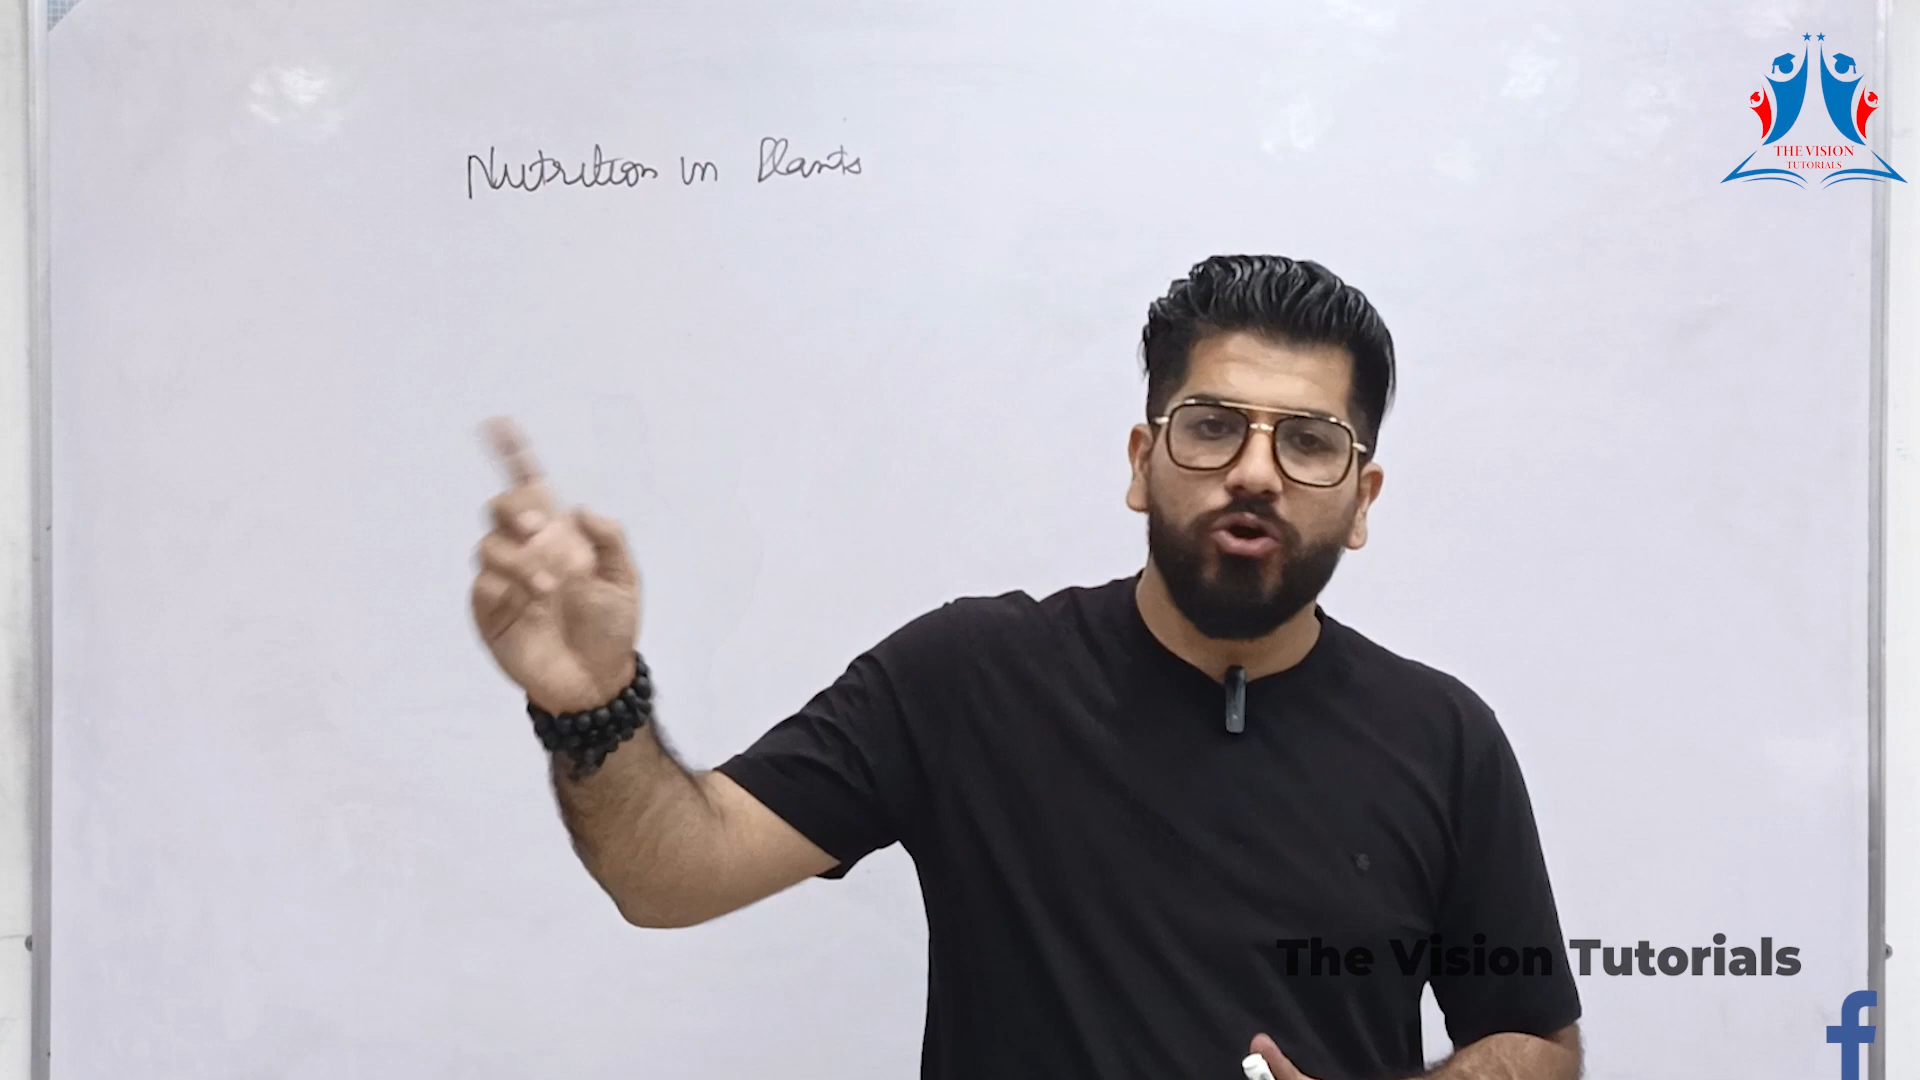 Nutrition in Plants
THE VISION
TUTORIALS
The Vision Tutorials
f